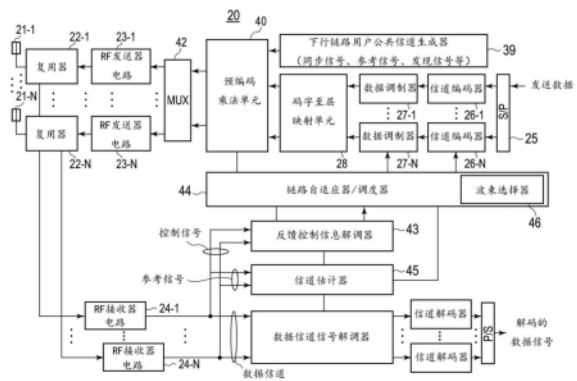 20
21-1
22-1
23-1
42
40
下行链路用户公共信道生成器
(同步信号、参考信号、发现信号等)
39
复用器
RF发送器
电路
MUX
预编码
乘法单元
码字至层
映射单元
数据调制器
信道编码器
27-1
26-1
S/P
发送数据
21-N
复用器
RF发送器
电路
数据调制器
信道编码器
25
22-N
23-N
28
27-N
26-N
44
链路自适应器/调度器
波束选择器
46
控制信号
反馈控制信息解调器
43
参考信号
信道估计器
45
RF接收器
电路
24-1
数据信道信号解调器
信道解码器
P/S
解码的
数据信号
RF接收器
电路
24-N
信道解码器
数据信道